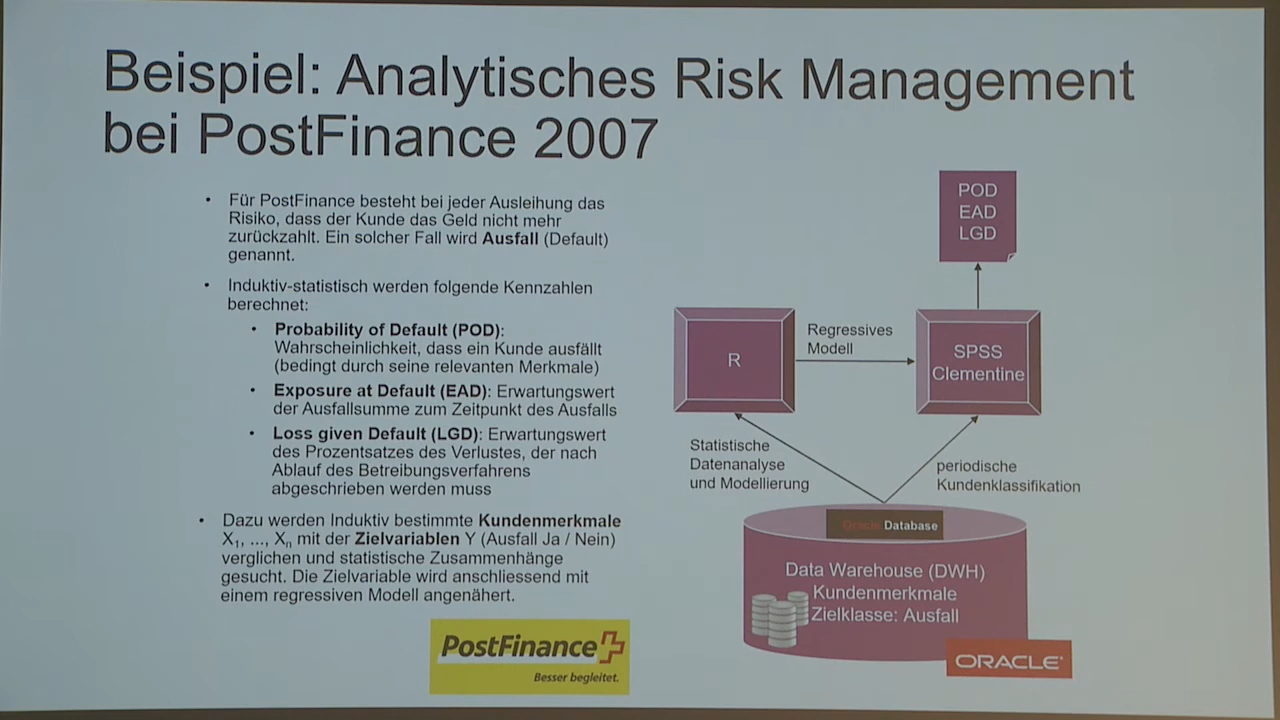 Beispiel: Analytisches Risk Management
bei PostFinance 2007
• Für PostFinance besteht bei jeder Ausleihung das
Risiko, dass der Kunde das Geld nicht mehr
zurückzahlt. Ein solcher Fall wird Ausfall (Default)
genannt.
• Induktiv-statistisch werden folgende Kennzahlen
berechnet:
• Probability of Default (POD):
Wahrscheinlichkeit, dass ein Kunde ausfällt
(bedingt durch seine relevanten Merkmale)
• Exposure at Default (EAD): Erwartungswert
der Ausfallsumme zum Zeitpunkt des Ausfalls
• Loss given Default (LGD): Erwartungswert
des Prozentsatzes des Verlustes, der nach
Ablauf des Betreibungsverfahrens
abgeschrieben werden muss
• Dazu werden Induktiv bestimmte Kundenmerkmale
X1, ..., Xn mit der Zielvariablen Y (Ausfall Ja / Nein)
verglichen und statistische Zusammenhänge
gesucht. Die Zielvariable wird anschliessend mit
einem regressiven Modell angenähert.
PostFinance
Besser begleitet.
POD
EAD
LGD
R
Regressives
Modell
SPSS
Clementine
Statistische
Datenanalyse
und Modellierung
periodische
Kundenklassifikation
Oracle Database
Data Warehouse (DWH)
Kundenmerkmale
Zielklasse: Ausfall
ORACLE